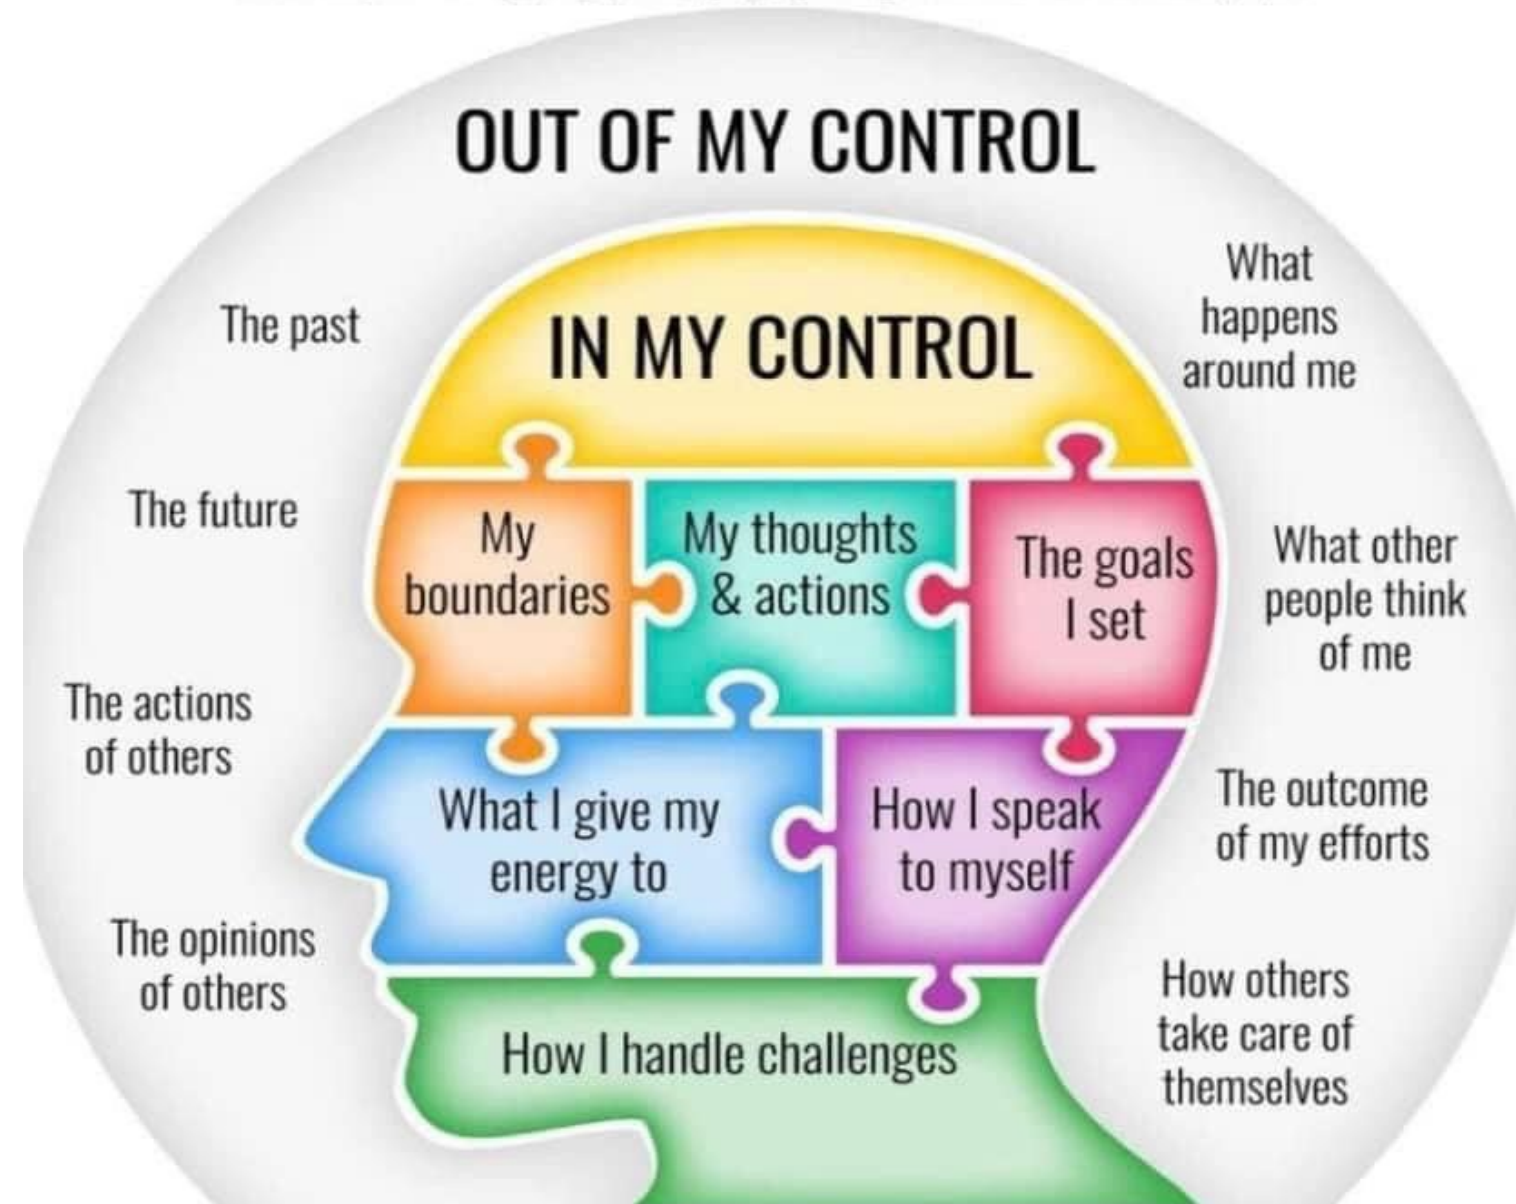 OUT OF MY CONTROL
The past
The future
The actions
of others
The opinions
of others
IN MY CONTROL
My
boundaries
My thoughts
& actions
The goals
I set
What I give my
energy to
How I speak
to myself
How I handle challenges
What
happens
around me
What other
people think
of me
The outcome
of my efforts
How others
take care of
themselves